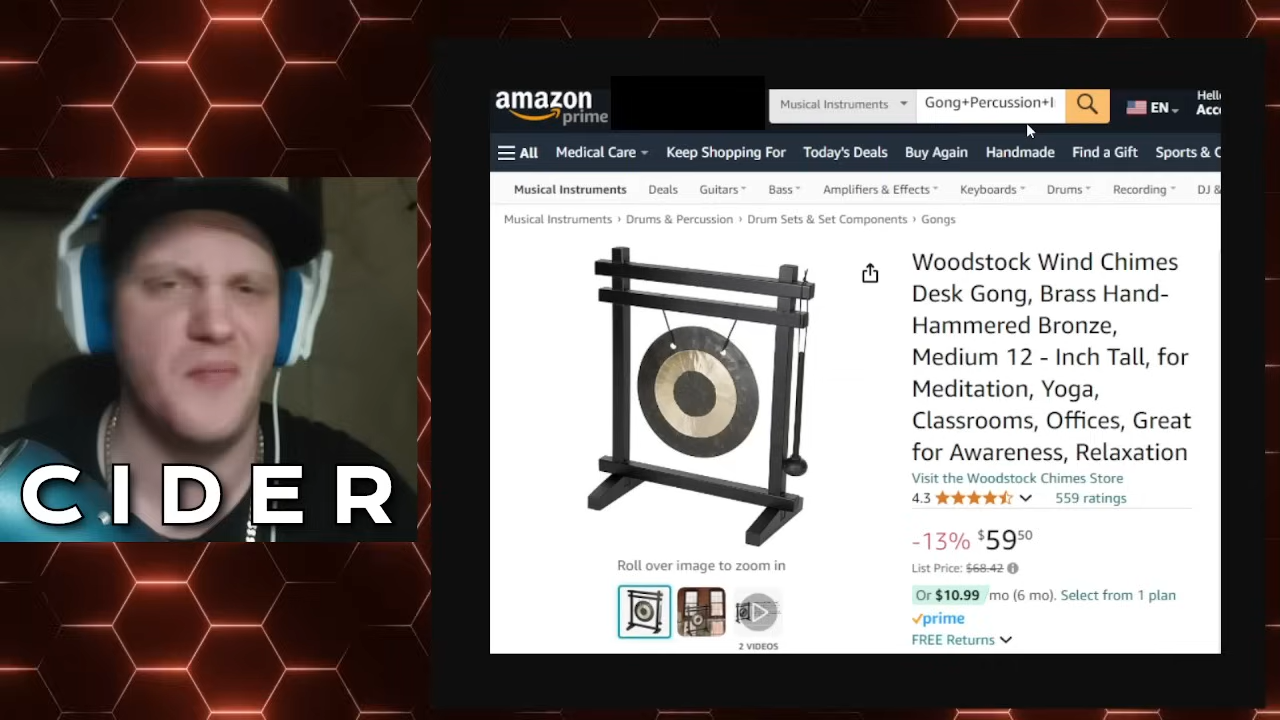 CIDER
amazon
prime
Musical Instruments
Gong+Percussion+I
EN
Hell
Acc
All Medical Care Keep Shopping For Today's Deals Buy Again Handmade Find a Gift Sports & C
Musical Instruments Deals Guitars Bass Amplifiers & Effects Keyboards Drums Recording DJ &
Musical Instruments › Drums & Percussion › Drum Sets & Set Components › Gongs
Woodstock Wind Chimes
Desk Gong, Brass Hand-
Hammered Bronze,
Medium 12 - Inch Tall, for
Meditation, Yoga,
Classrooms, Offices, Great
for Awareness, Relaxation
Visit the Woodstock Chimes Store
4.3 559 ratings
-13% $5950
List Price: $68.42
Or $10.99 mo (6 mo). Select from 1 plan
prime
FREE Returns
Roll over image to zoom in
2 VIDEOS